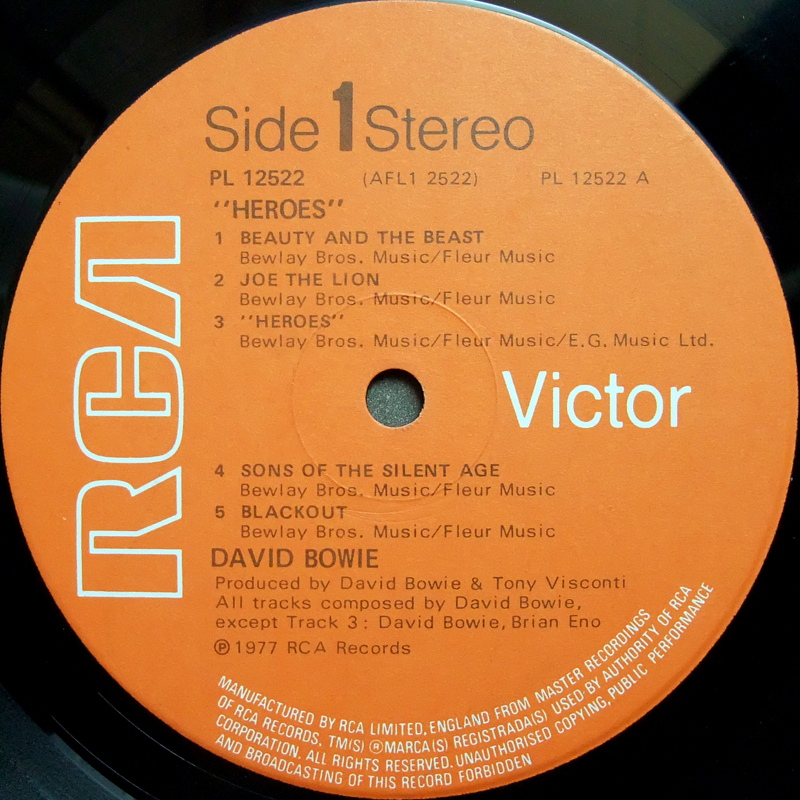 Side 1 Stereo
PL 12522 (AFL1 2522) PL 12522 A
''HEROES''
1 BEAUTY AND THE BEAST
Bewlay Bros. Music/Fleur Music
2 JOE THE LION
Bewlay Bros. Music/Fleur Music
3 ''HEROES''
Bewlay Bros. Music/Fleur Music/E.G. Music Ltd.
RCA
Victor
4 SONS OF THE SILENT AGE
Bewlay Bros. Music/Fleur Music
5 BLACKOUT
Bewlay Bros. Music/Fleur Music
DAVID BOWIE
Produced by David Bowie & Tony Visconti
All tracks composed by David Bowie,
except Track 3: David Bowie, Brian Eno
℗ 1977 RCA Records
MANUFACTURED BY RCA LIMITED, ENGLAND FROM MASTER RECORDINGS
OF RCA RECORDS, TM(S) ® MARCA(S) REGISTRADA(S) USED BY AUTHORITY OF RCA
CORPORATION. ALL RIGHTS RESERVED. UNAUTHORISED COPYING, PUBLIC PERFORMANCE
AND BROADCASTING OF THIS RECORD FORBIDDEN